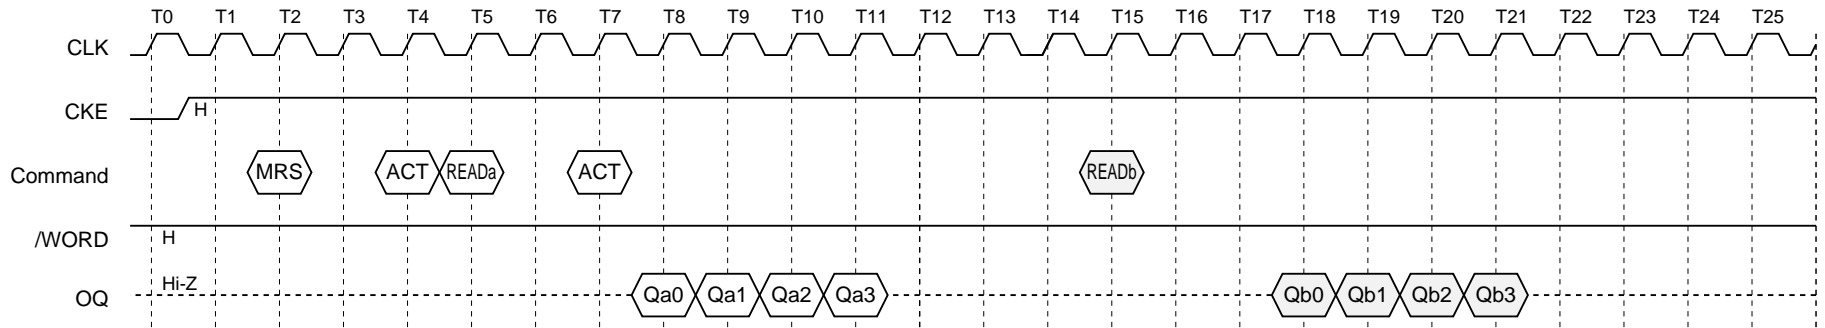 T0 T1 T2 T3 T4 T5 T6 T7 T8 T9 T10 T11 T12 T13 T14 T15 T16 T17 T18 T19 T20 T21 T22 T23 T24 T25
CLK
CKE H
Command MRS ACT READa ACT READb
/WORD H
OQ Hi-Z Qa0 Qa1 Qa2 Qa3 Qb0 Qb1 Qb2 Qb3